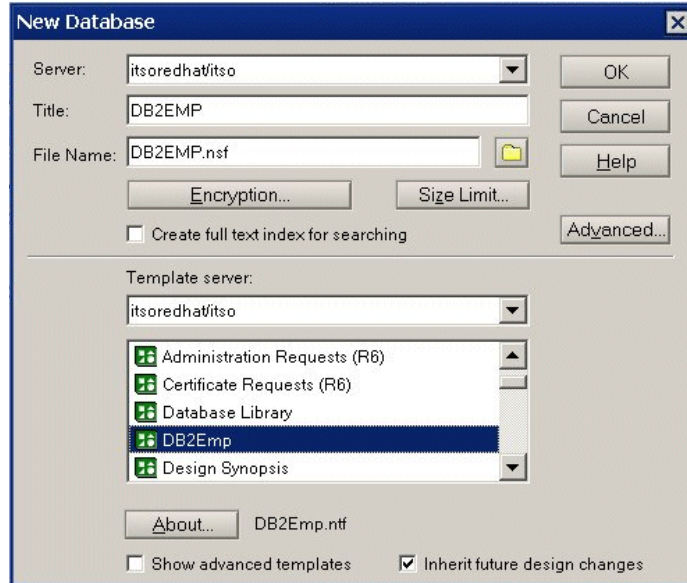 New Database
Server: itsoredhat/itso OK
Title: DB2EMP Cancel
File Name: DB2EMP.nsf Help
Encryption... Size Limit...
Create full text index for searching Advanced...
Template server:
itsoredhat/itso
Administration Requests (R6)
Certificate Requests (R6)
Database Library
DB2Emp
Design Synopsis
About... DB2Emp.ntf
Show advanced templates Inherit future design changes